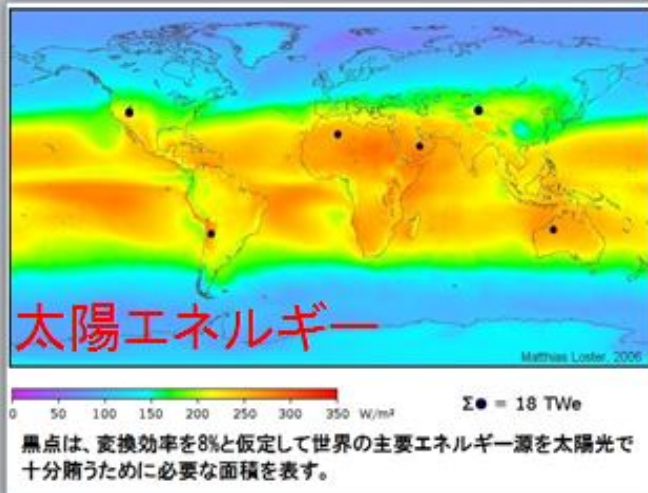 太陽エネルギー
Matthias Loster, 2006
0 50 100 150 200 250 300 350 W/m²
Σ● = 18 TWe
黒点は、変換効率を8%と仮定して世界の主要エネルギー源を太陽光で
十分賄うために必要な面積を表す。